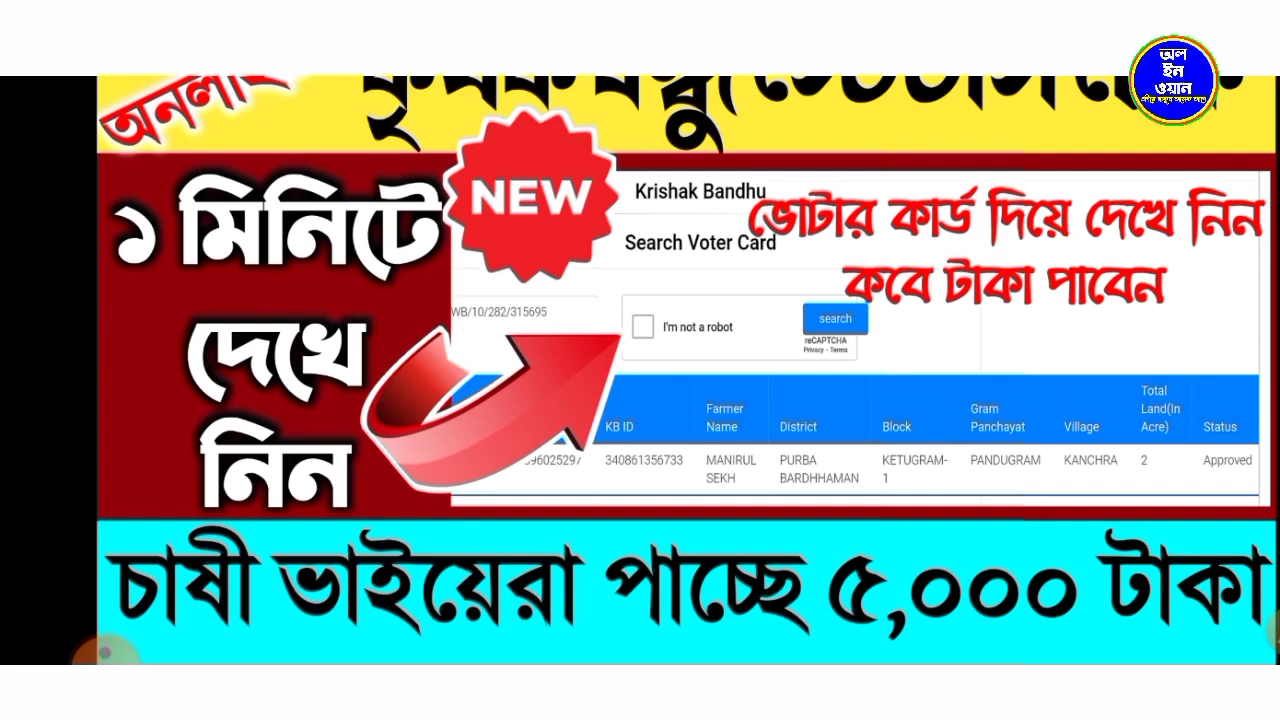 অল
ইন
ওয়ান
১ মিনিটে
দেখে
নিন
NEW
Krishak Bandhu
Search Voter Card
ভোটার কার্ড দিয়ে দেখে নিন
কবে টাকা পাবেন
WB/10/282/315695
I'm not a robot
search
reCAPTCHA
Privacy - Terms
KB ID Farmer Name District Block Gram Panchayat Village Total Land(In Acre) Status
340861356733 MANIRUL SEKH PURBA BARDHHAMAN KETUGRAM-1 PANDUGRAM KANCHRA 2 Approved
চাষী ভাইয়েরা পাচ্ছে ৫,০০০ টাকা